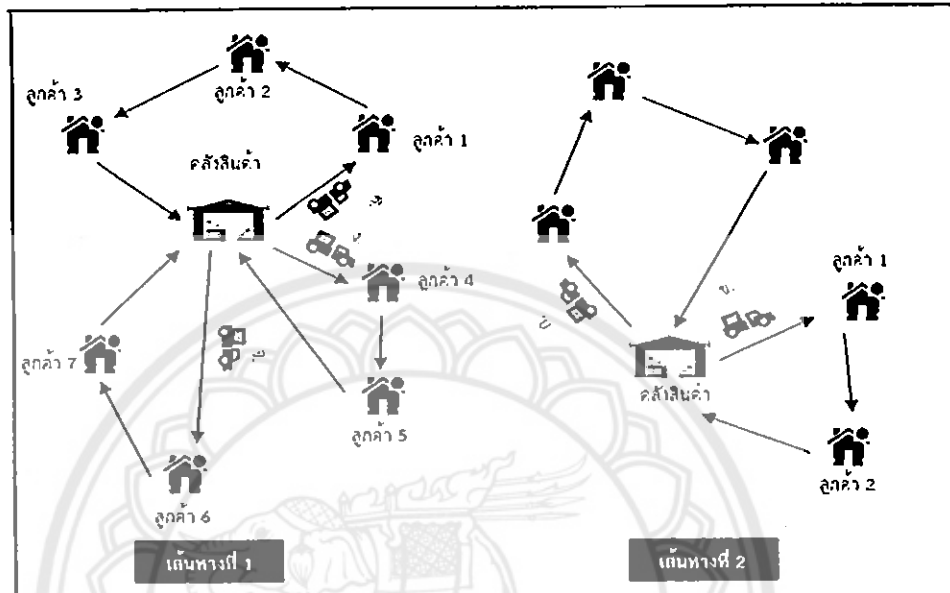 ลูกค้า 2
ลูกค้า 3
ลูกค้า 1
คลังสินค้า
ลูกค้า 4
ลูกค้า 7
ลูกค้า 5
ลูกค้า 6
เส้นทางที่ 1
ลูกค้า 1
ข.
คลังสินค้า
ลูกค้า 2
เส้นทางที่ 2